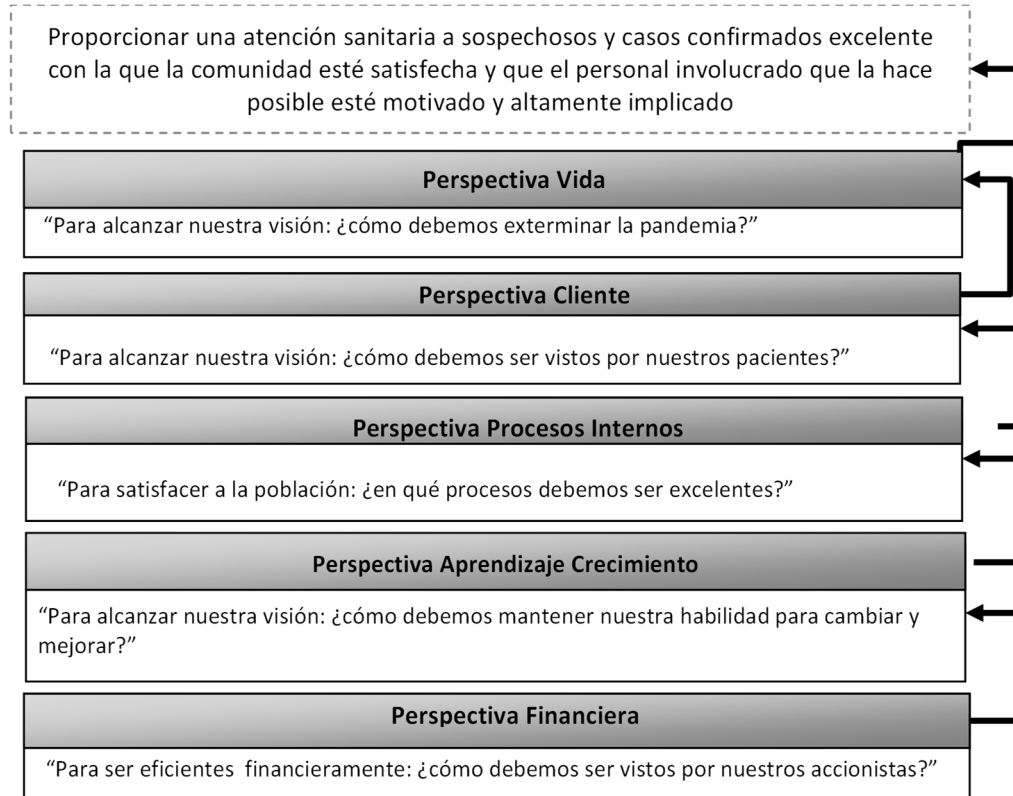 Proporcionar una atención sanitaria a sospechosos y casos confirmados excelente
con la que la comunidad esté satisfecha y que el personal involucrado que la hace
posible esté motivado y altamente implicado
Perspectiva Vida
“Para alcanzar nuestra visión: ¿cómo debemos exterminar la pandemia?”
Perspectiva Cliente
“Para alcanzar nuestra visión: ¿cómo debemos ser vistos por nuestros pacientes?”
Perspectiva Procesos Internos
“Para satisfacer a la población: ¿en qué procesos debemos ser excelentes?”
Perspectiva Aprendizaje Crecimiento
“Para alcanzar nuestra visión: ¿cómo debemos mantener nuestra habilidad para cambiar y
mejorar?”
Perspectiva Financiera
“Para ser eficientes financieramente: ¿cómo debemos ser vistos por nuestros accionistas?”